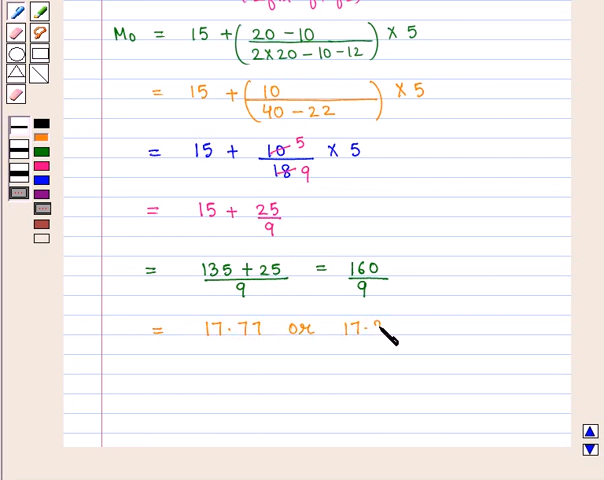 M₀ = 15 + (20 - 10 / 2×20 - 10 - 12) × 5
= 15 + (10 / 40 - 22) × 5
= 15 + 10 5 / 18 9 × 5
= 15 + 25/9
= 135 + 25 / 9 = 160 / 9
= 17.77 or 17.